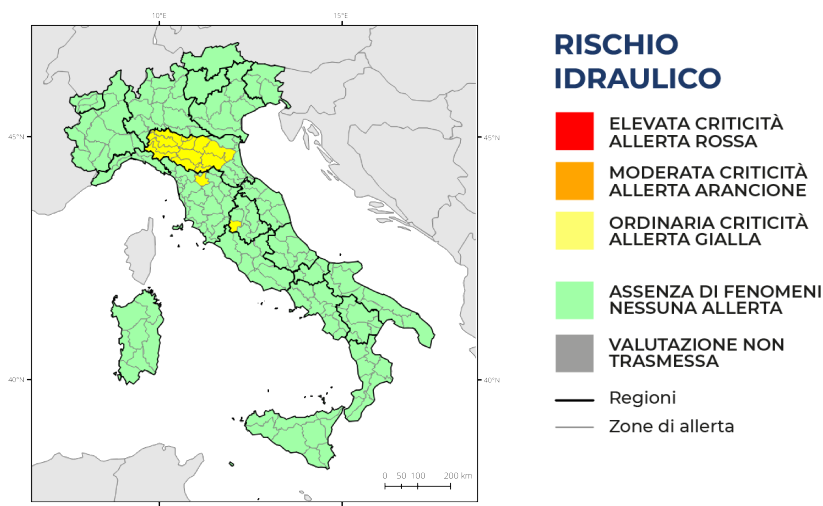 10°E 15°E
45°N 45°N
40°N 40°N
0 50 100 200 km
RISCHIO
IDRAULICO
ELEVATA CRITICITÀ
ALLERTA ROSSA
MODERATA CRITICITÀ
ALLERTA ARANCIONE
ORDINARIA CRITICITÀ
ALLERTA GIALLA
ASSENZA DI FENOMENI
NESSUNA ALLERTA
VALUTAZIONE NON
TRASMESSA
Regioni
Zone di allerta